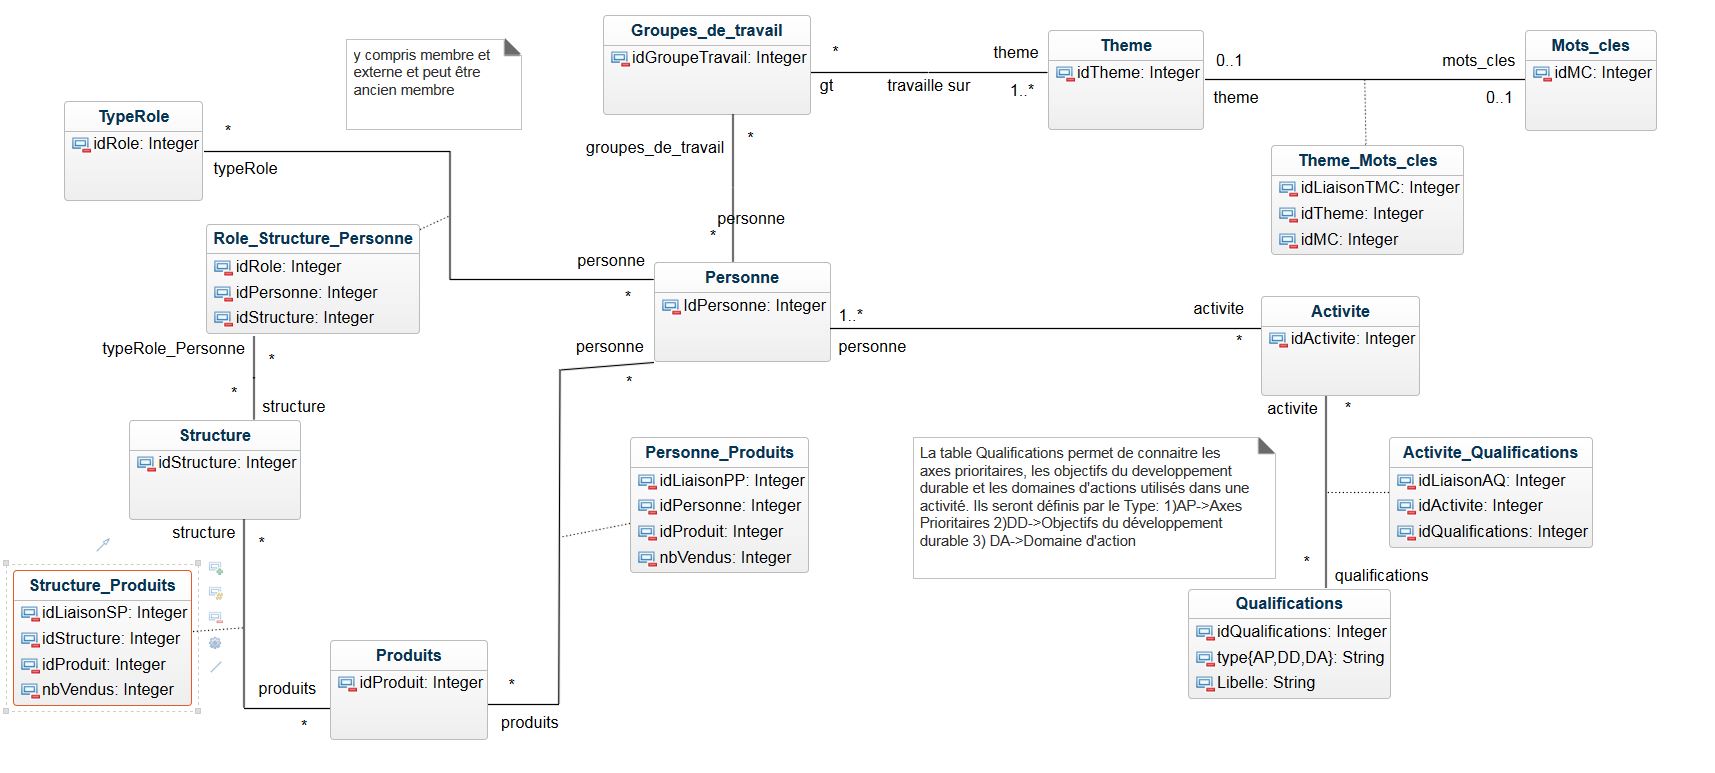 Groupes_de_travail
idGroupeTravail: Integer
*
gt
travaille sur
theme
1..*
Theme
idTheme: Integer
0..1
theme
mots_cles
0..1
Mots_cles
idMC: Integer
Theme_Mots_cles
idLiaisonTMC: Integer
idTheme: Integer
idMC: Integer
y compris membre et
externe et peut être
ancien membre
TypeRole
idRole: Integer
*
typeRole
*
groupes_de_travail
personne
*
Role_Structure_Personne
idRole: Integer
idPersonne: Integer
idStructure: Integer
personne
*
Personne
IdPersonne: Integer
1..*
personne
activite
*
Activite
idActivite: Integer
typeRole_Personne
*
*
structure
personne
*
Structure
idStructure: Integer
structure
*
Personne_Produits
idLiaisonPP: Integer
idPersonne: Integer
idProduit: Integer
nbVendus: Integer
La table Qualifications permet de connaitre les
axes prioritaires, les objectifs du developpement
durable et les domaines d'actions utilisés dans une
activité. Ils seront définis par le Type: 1)AP->Axes
Prioritaires 2)DD->Objectifs du développement
durable 3) DA->Domaine d'action
activite
*
Activite_Qualifications
idLiaisonAQ: Integer
idActivite: Integer
idQualifications: Integer
*
qualifications
Qualifications
idQualifications: Integer
type{AP,DD,DA}: String
Libelle: String
Structure_Produits
idLiaisonSP: Integer
idStructure: Integer
idProduit: Integer
nbVendus: Integer
produits
*
Produits
idProduit: Integer
*
produits